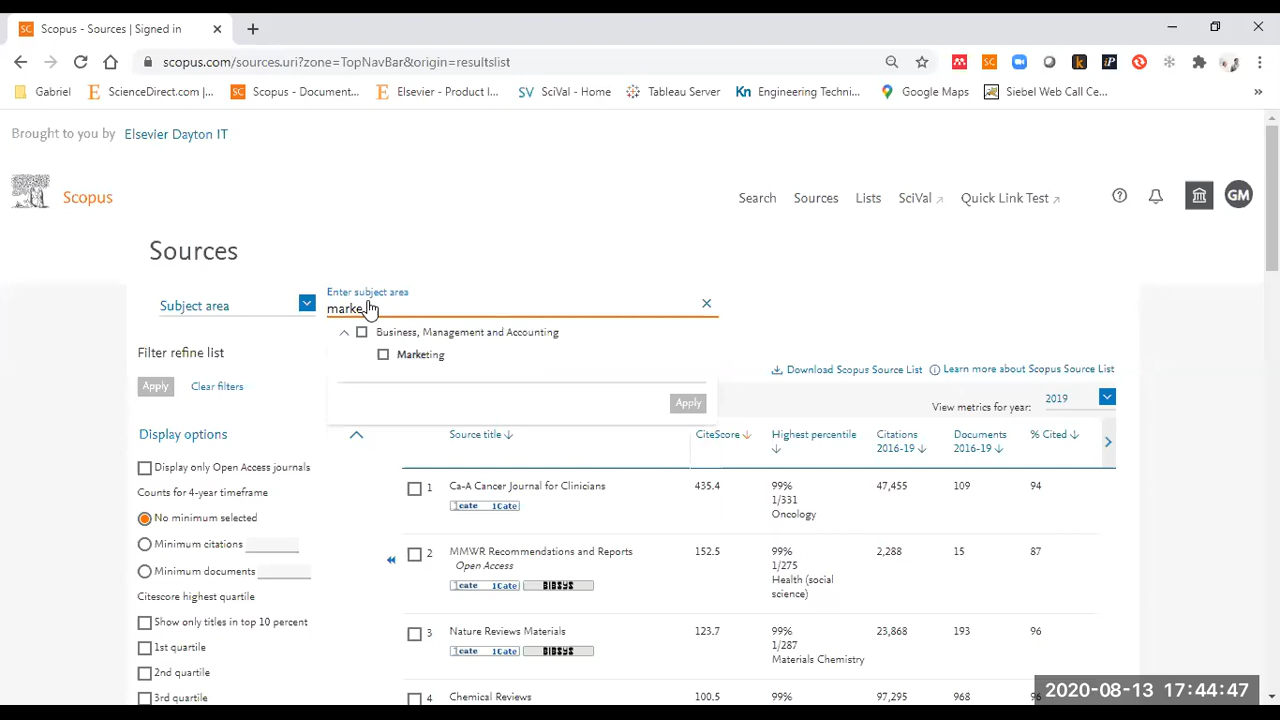 Scopus - Sources | Signed in
scopus.com/sources.uri?zone=TopNavBar&origin=resultslist
Gabriel ScienceDirect.com |... Scopus - Document... Elsevier - Product I... SciVal - Home Tableau Server Engineering Techni... Google Maps Siebel Web Call Ce...
Brought to you by Elsevier Dayton IT
Scopus
Search Sources Lists SciVal Quick Link Test GM
Sources
Enter subject area
Subject area
marke
Business, Management and Accounting
Marketing
Filter refine list
Download Scopus Source List Learn more about Scopus Source List
Apply Clear filters
Apply
View metrics for year: 2019
Display options
Source title CiteScore Highest percentile Citations 2016-19 Documents 2016-19 % Cited
Display only Open Access journals
Counts for 4-year timeframe
No minimum selected
Minimum citations
Minimum documents
Citescore highest quartile
Show only titles in top 10 percent
1st quartile
2nd quartile
3rd quartile
1 Ca-A Cancer Journal for Clinicians 435.4 99% 47,455 109 94
1/331
Oncology
1cate 1Cate
2 MMWR Recommendations and Reports 152.5 99% 2,288 15 87
Open Access
1/275
Health (social science)
1cate 1Cate BIBSYS
3 Nature Reviews Materials 123.7 99% 23,868 193 96
1/287
Materials Chemistry
1cate 1Cate BIBSYS
4 Chemical Reviews 100.5 99% 97,295 968
2020-08-13 17:44:47